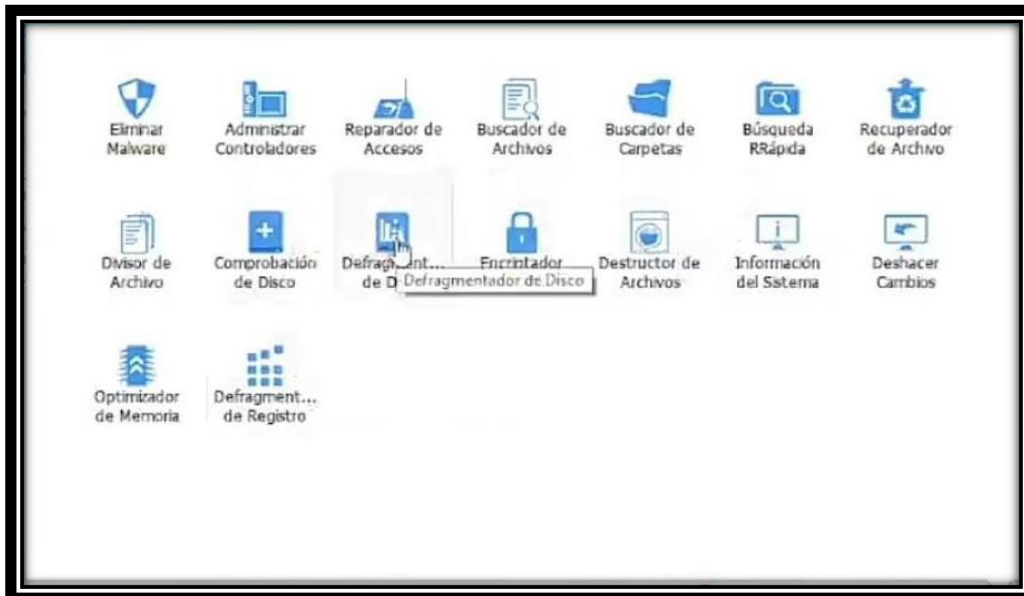 Eliminar
Malware
Administrar
Controladores
Reparador de
Accesos
Buscador de
Archivos
Buscador de
Carpetas
Búsqueda
RRápida
Recuperador
de Archivo
Divisor de
Archivo
Comprobación
de Disco
Defragment...
de D
Defragmentador de Disco
Encriptador
Destructor de
Archivos
Información
del Sistema
Deshacer
Cambios
Optimizador
de Memoria
Defragment...
de Registro